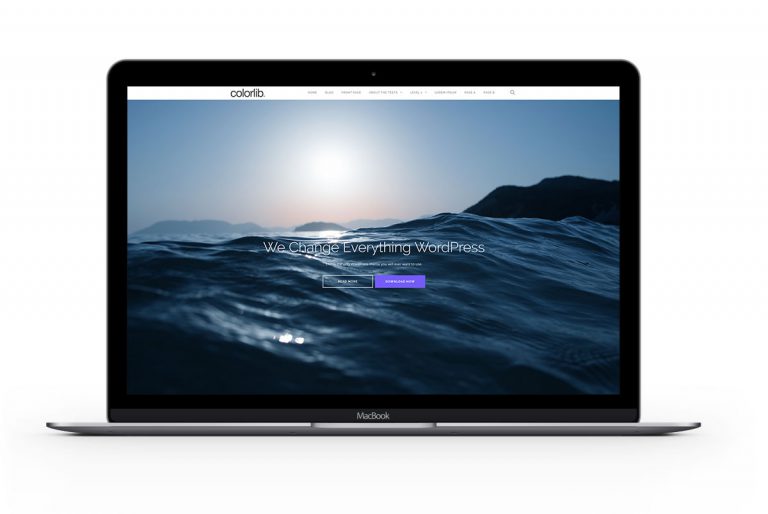 colorlib.
HOME BLOG FRONT PAGE ABOUT THE TESTS LEVEL 1 LOREM IPSUM PAGE A PAGE B
We Change Everything WordPress
READ MORE DOWNLOAD NOW
MacBook